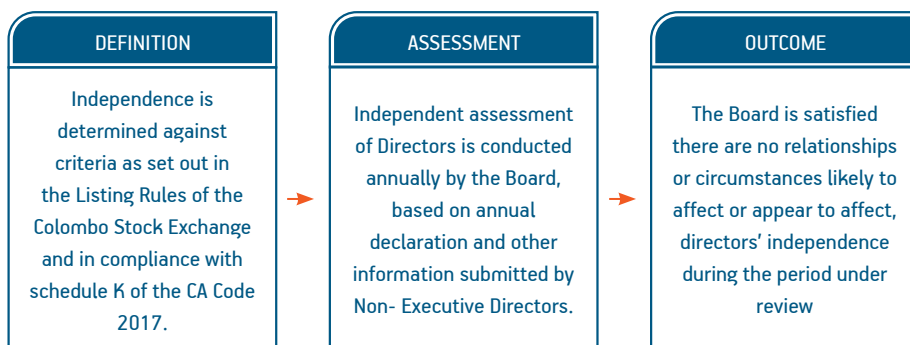 DEFINITION
Independence is
determined against
criteria as set out in
the Listing Rules of the
Colombo Stock Exchange
and in compliance with
schedule K of the CA Code
2017.
ASSESSMENT
Independent assessment
of Directors is conducted
annually by the Board,
based on annual
declaration and other
information submitted by
Non- Executive Directors.
OUTCOME
The Board is satisfied
there are no relationships
or circumstances likely to
affect or appear to affect,
directors’ independence
during the period under
review